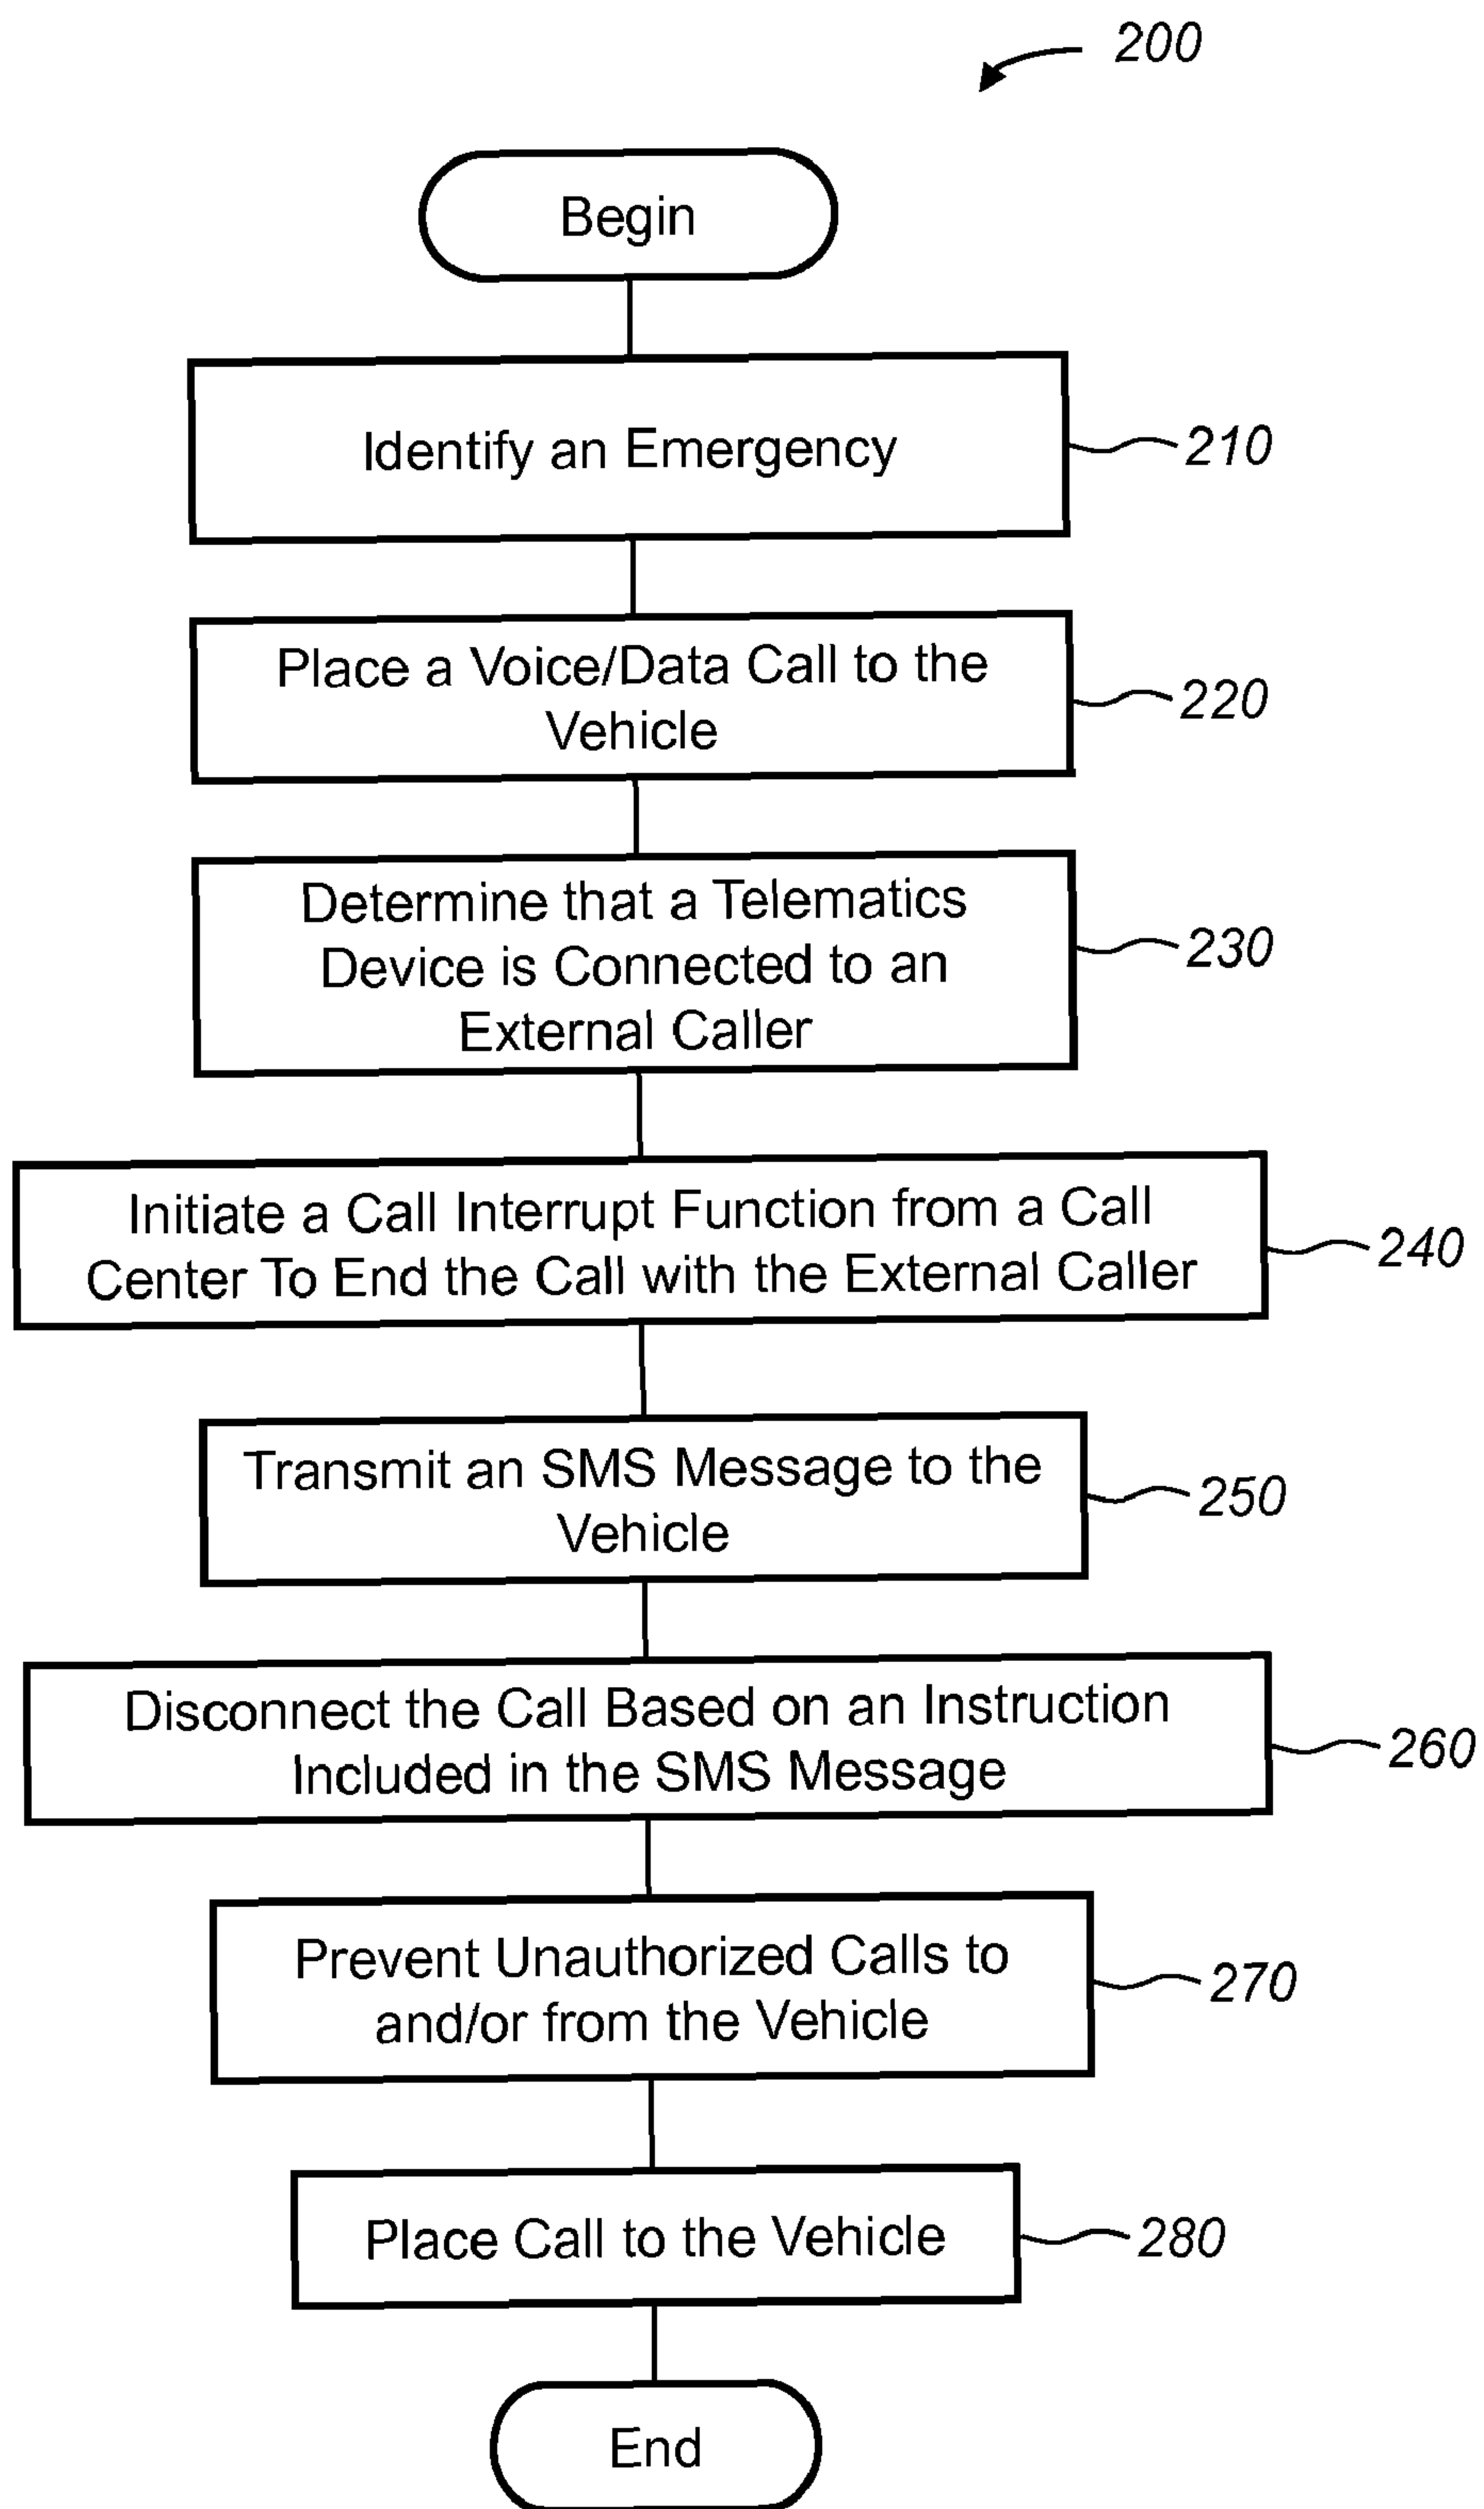 200
Begin
Identify an Emergency
210
Place a Voice/Data Call to the
Vehicle
220
Determine that a Telematics
Device is Connected to an
External Caller
230
Initiate a Call Interrupt Function from a Call
Center To End the Call with the External Caller
240
Transmit an SMS Message to the
Vehicle
250
Disconnect the Call Based on an Instruction
Included in the SMS Message
260
Prevent Unauthorized Calls to
and/or from the Vehicle
270
Place Call to the Vehicle
280
End